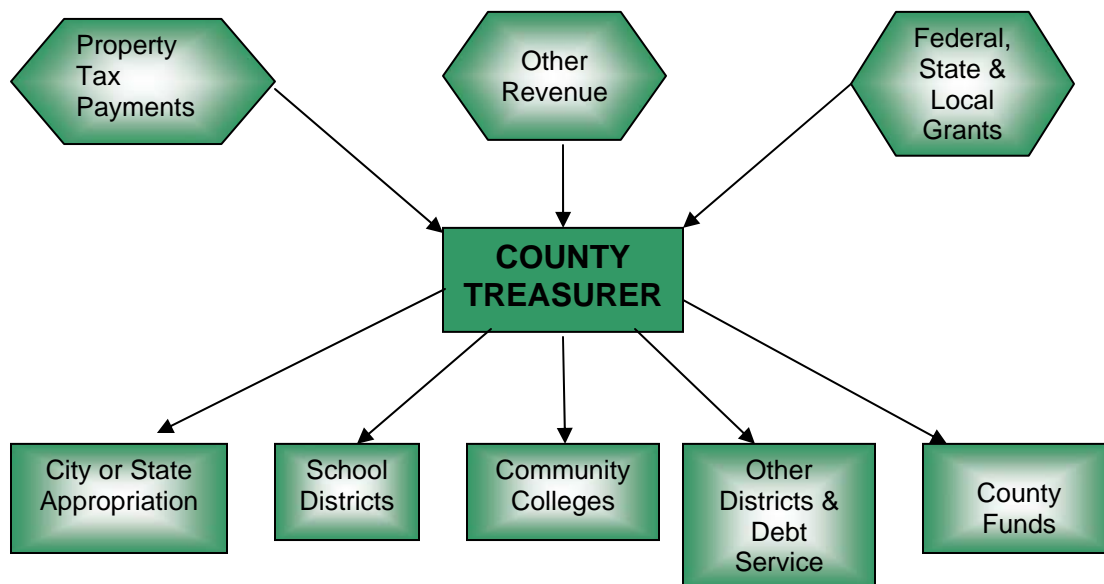 Property
Tax
Payments
Other
Revenue
Federal,
State &
Local
Grants
COUNTY
TREASURER
City or State
Appropriation
School
Districts
Community
Colleges
Other
Districts &
Debt
Service
County
Funds